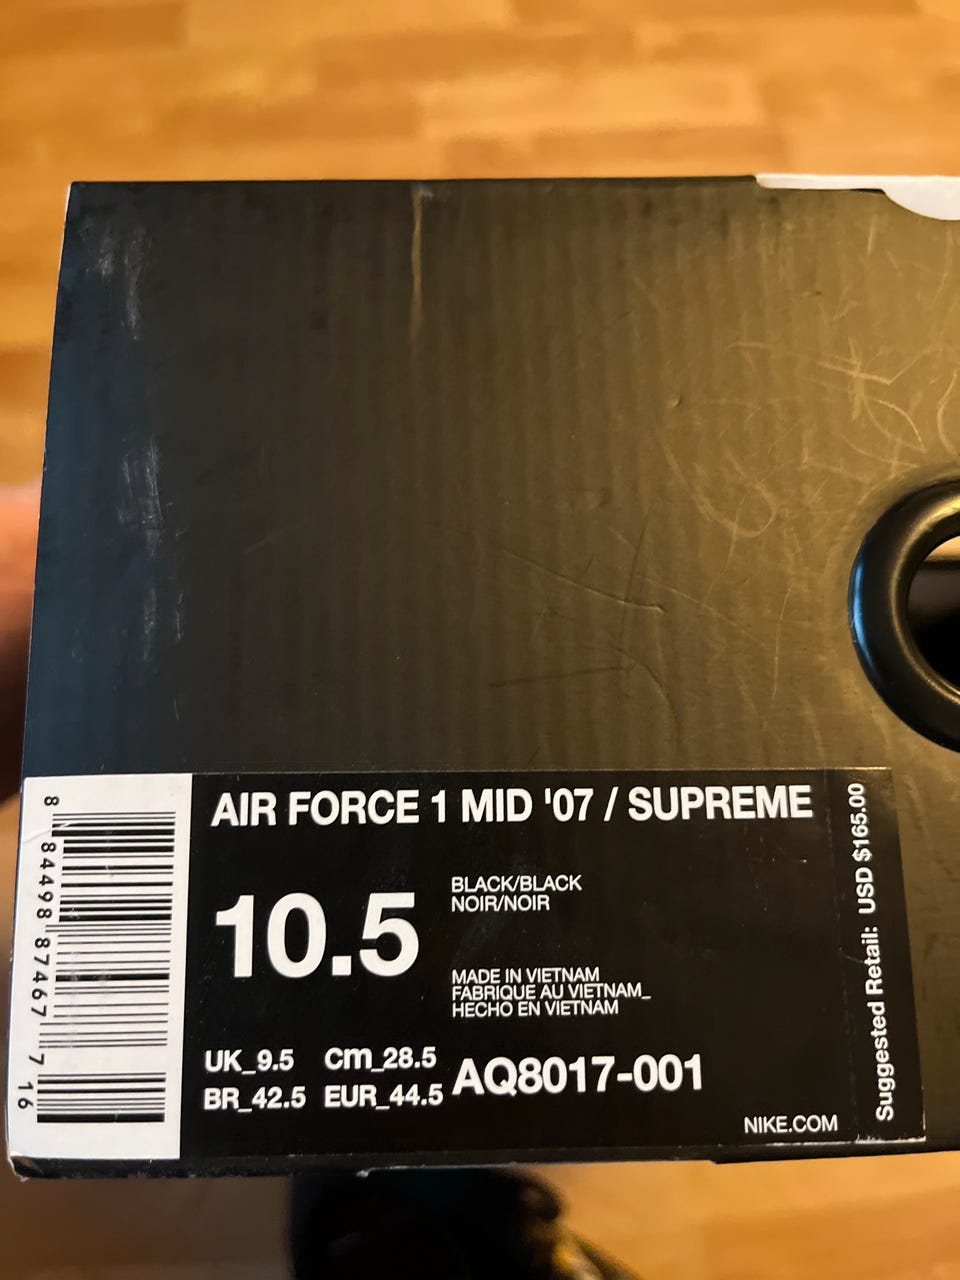 AIR FORCE 1 MID '07 / SUPREME
10.5
BLACK/BLACK
NOIR/NOIR
MADE IN VIETNAM
FABRIQUE AU VIETNAM_
HECHO EN VIETNAM
UK_9.5 Cm_28.5
BR_42.5 EUR_44.5
AQ8017-001
NIKE.COM
Suggested Retail: USD $165.00
8 84498 87467 7 16